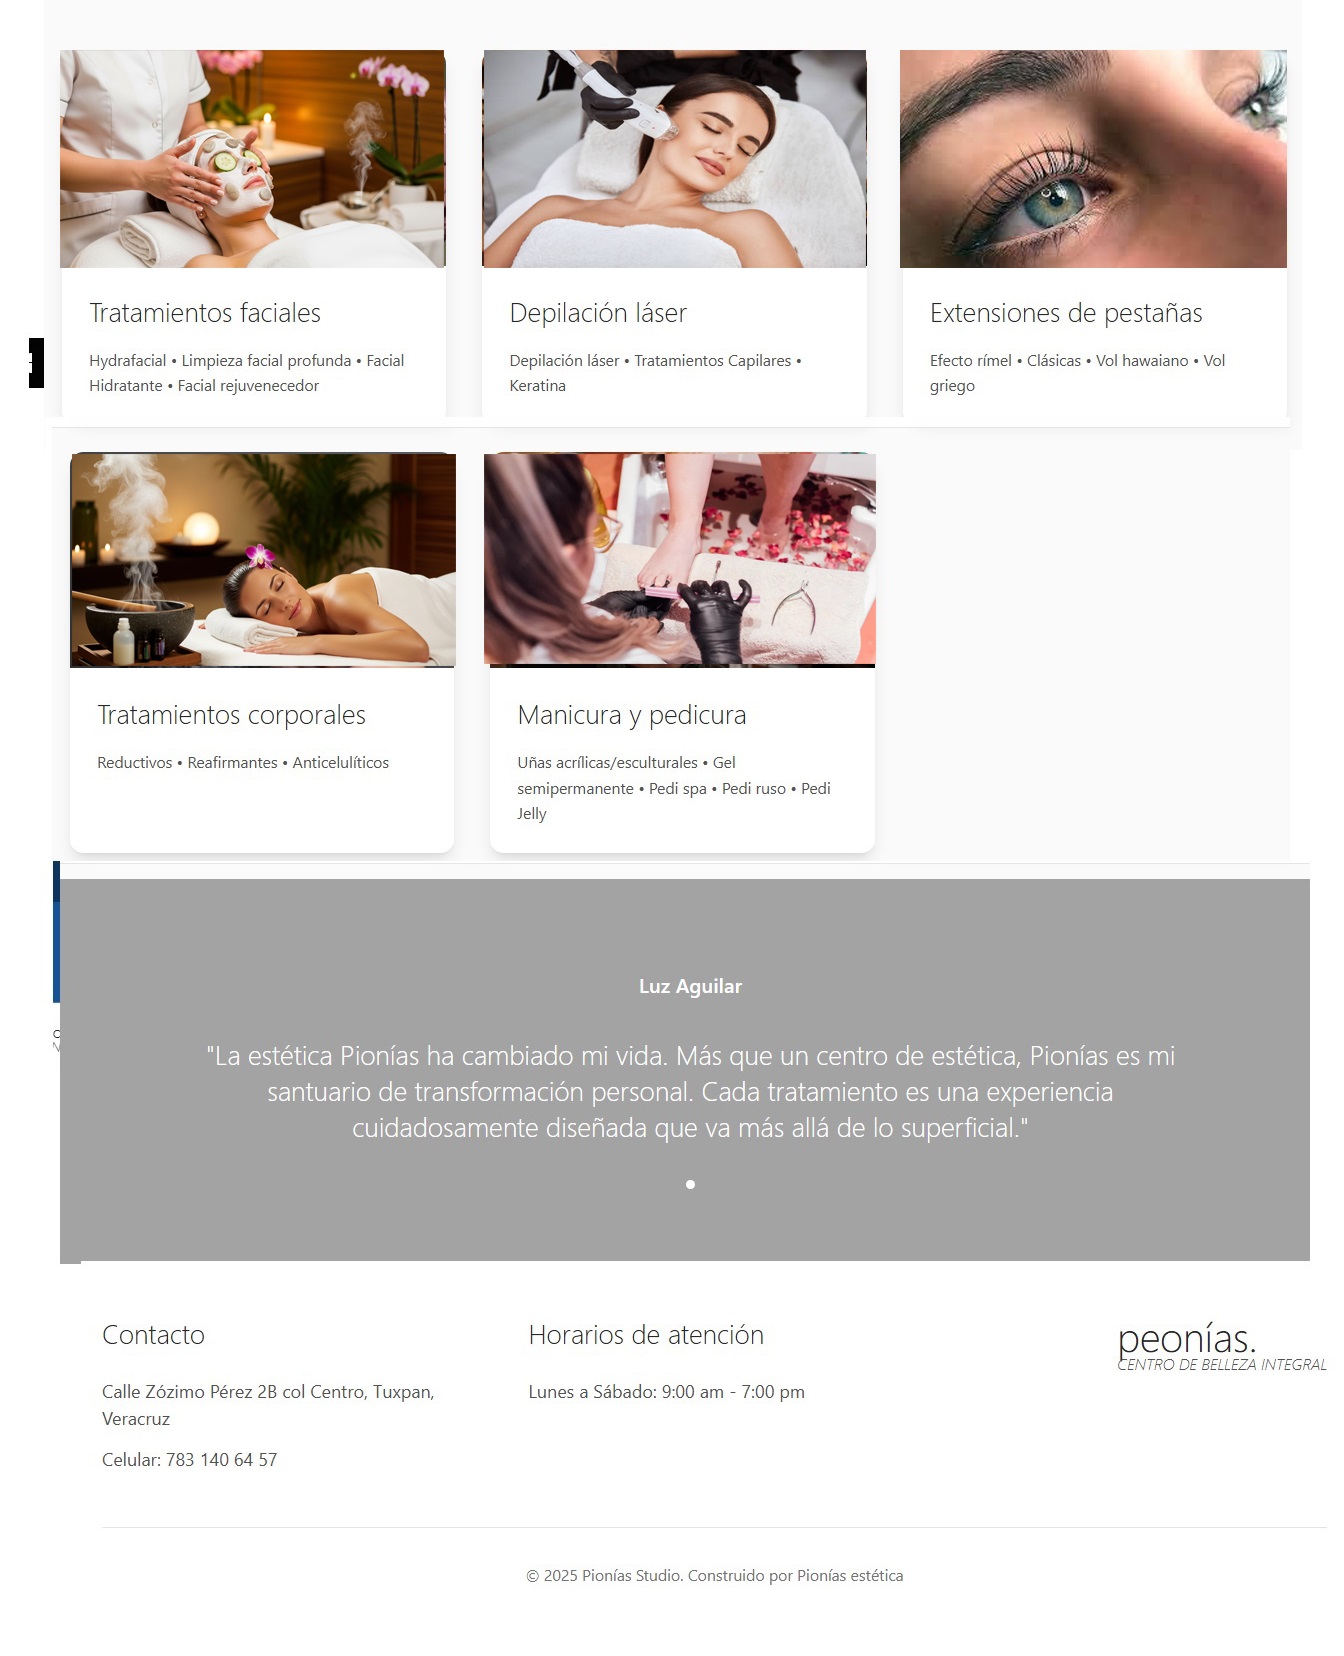 Tratamientos faciales
Hydrafacial • Limpieza facial profunda • Facial
Hidratante • Facial rejuvenecedor
Depilación láser
Depilación láser • Tratamientos Capilares •
Keratina
Extensiones de pestañas
Efecto rímel • Clásicas • Vol hawaiano • Vol
griego
Tratamientos corporales
Reductivos • Reafirmantes • Anticelulíticos
Manicura y pedicura
Uñas acrílicas/esculturales • Gel
semipermanente • Pedi spa • Pedi ruso • Pedi
Jelly
Luz Aguilar
"La estética Pionías ha cambiado mi vida. Más que un centro de estética, Pionías es mi
santuario de transformación personal. Cada tratamiento es una experiencia
cuidadosamente diseñada que va más allá de lo superficial."
Contacto
Calle Zózimo Pérez 2B col Centro, Tuxpan,
Veracruz
Celular: 783 140 64 57
Horarios de atención
Lunes a Sábado: 9:00 am - 7:00 pm
peonías.
CENTRO DE BELLEZA INTEGRAL
© 2025 Pionías Studio. Construido por Pionías estética